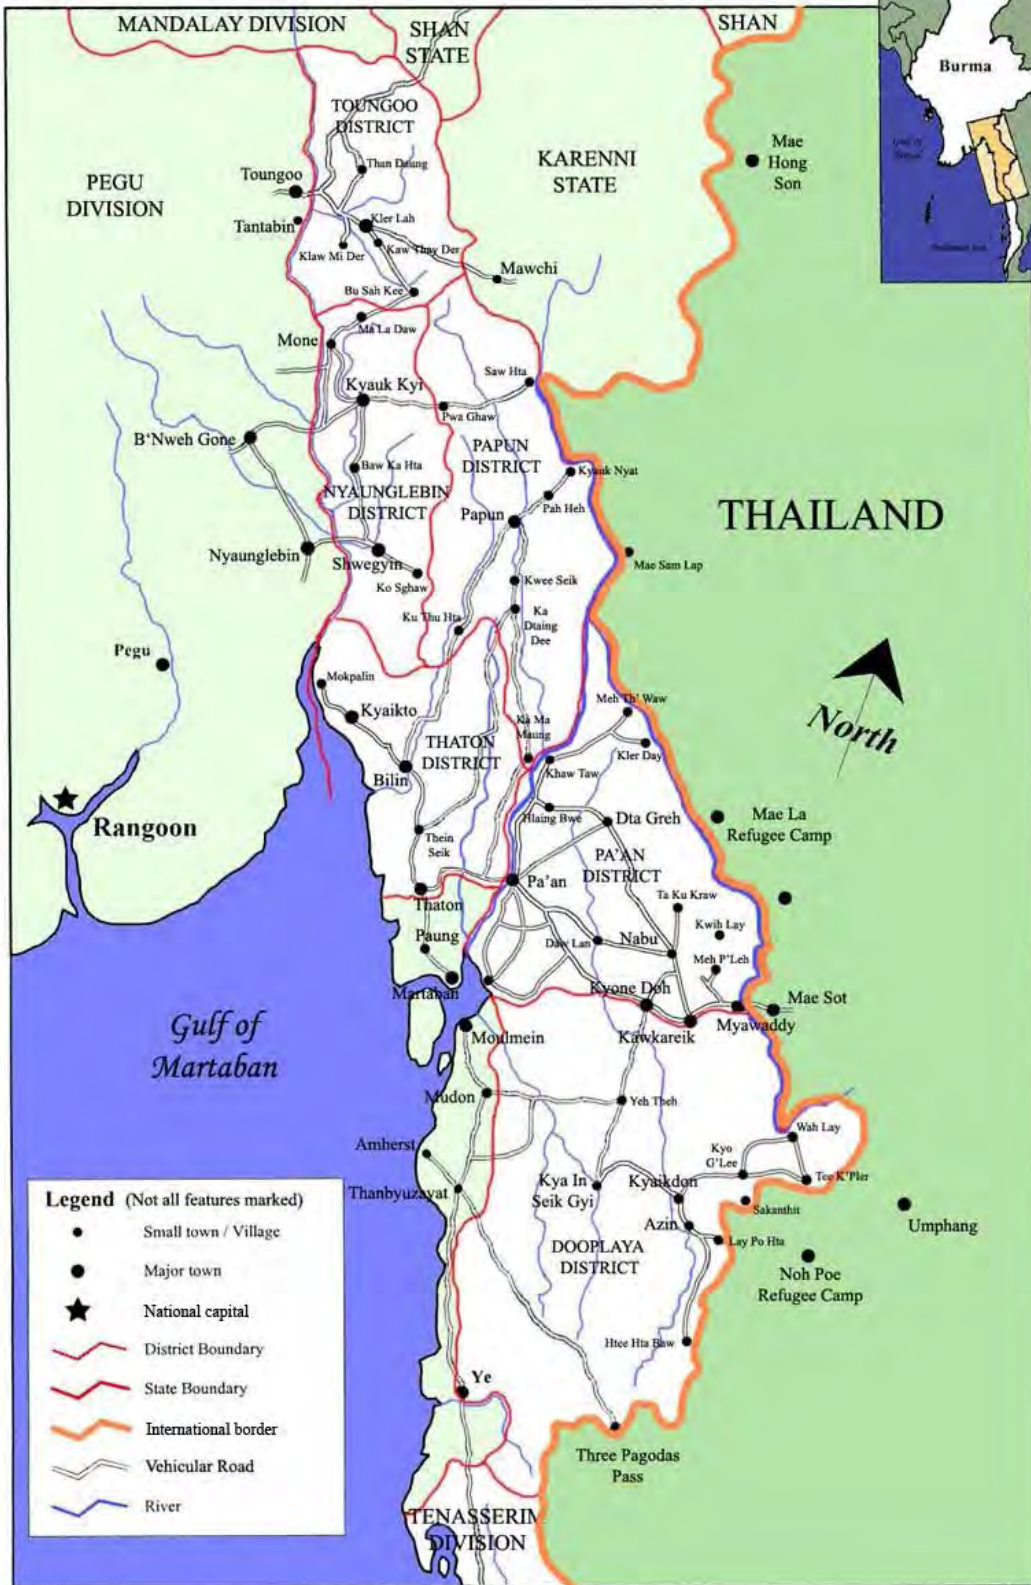 MANDALAY DIVISION
SHAN
STATE
SHAN
Burma
TOUNGOO
DISTRICT
Than Daung
KARENNI
STATE
Mae
Hong
Son
PEGU
DIVISION
Toungoo
Tantabin
Kler Lah
Klaw Mi Der
Kaw Thay Der
Mawchi
Bu Sah Kee
Ma La Daw
Mone
Saw Hta
Kyauk Kyi
Pwa Ghaw
B'Nweh Gone
PAPUN
DISTRICT
Baw Ka Hta
Kyauk Nyat
NYAUNGLEBIN
DISTRICT
Pah Heh
Papun
THAILAND
Nyaunglebin
Shwegyin
Mae Sam Lap
Ko Sghaw
Kwee Seik
Ku Thu Hta
Ka
Dtaing
Dee
Pegu
Mokpalin
Meh Th' Waw
Kyaikto
Ka Ma
Maung
North
THATON
DISTRICT
Kler Day
Bilin
Khaw Taw
Rangoon
Hlaing Bwe
Dta Greh
Mae La
Refugee Camp
Thein
Seik
PA'AN
DISTRICT
Pa'an
Thaton
Ta Ku Kraw
Paung
Daw Lan
Nabu
Kwih Lay
Meh P'Leh
Martaban
Kyone Doh
Mae Sot
Gulf of
Martaban
Moulmein
Kawkareik
Myawaddy
Mudon
Yeh Theh
Amherst
Wah Lay
Kyo
G'Lee
Thanbyuzayat
Kya In
Seik Gyi
Kyaikdon
Tee K'Pler
Sakanthit
Umphang
Azin
Lay Po Hta
DOOPLAYA
DISTRICT
Noh Poe
Refugee Camp
Htee Hta Baw
Ye
Three Pagodas
Pass
TENASSERIM
DIVISION
Legend (Not all features marked)
Small town / Village
Major town
National capital
District Boundary
State Boundary
International border
Vehicular Road
River